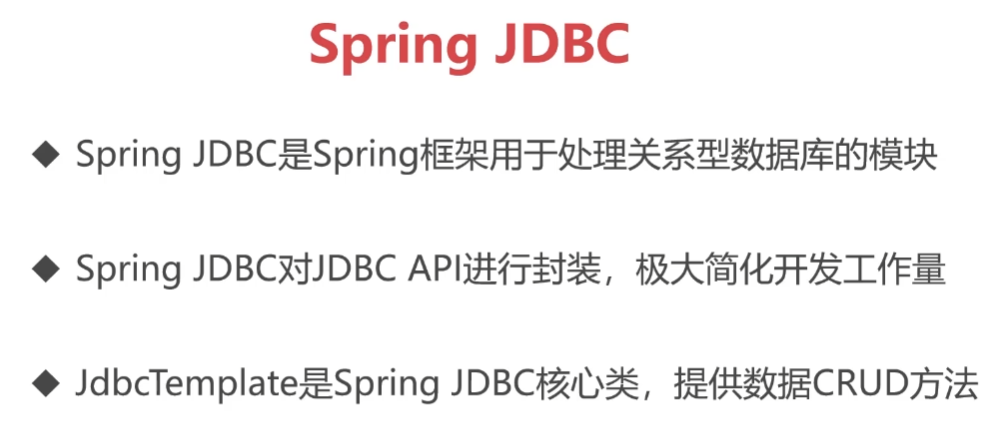 Spring JDBC
◆ Spring JDBC是Spring框架用于处理关系型数据库的模块
◆ Spring JDBC对JDBC API进行封装，极大简化开发工作量
◆ JdbcTemplate是Spring JDBC核心类，提供数据CRUD方法